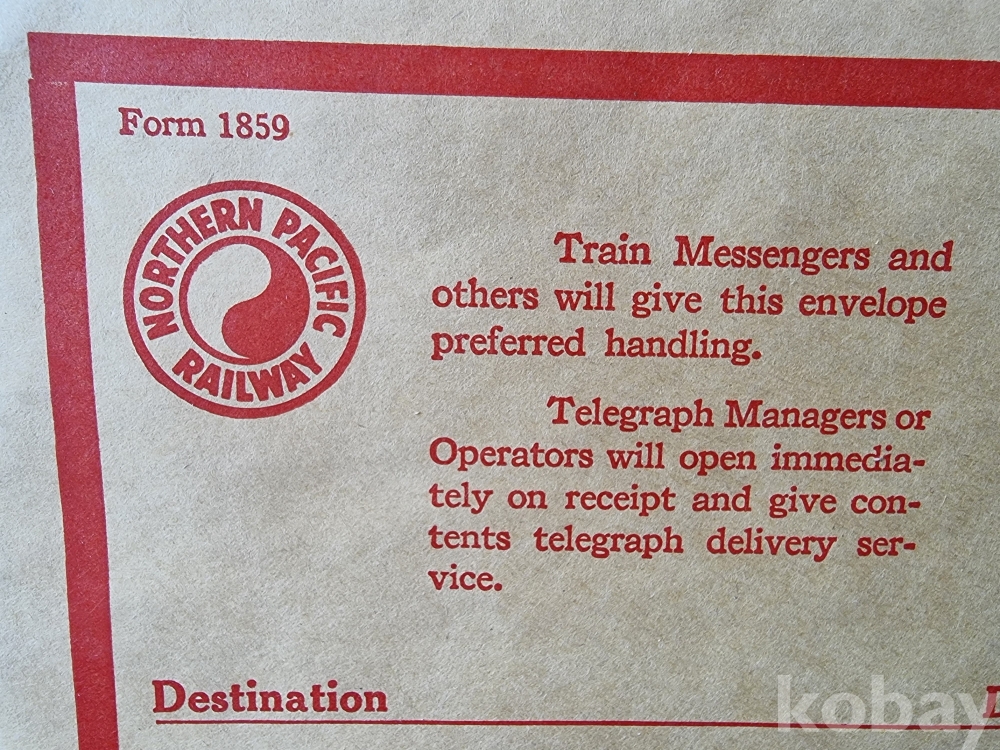 Form 1859
NORTHERN PACIFIC
RAILWAY
Train Messengers and
others will give this envelope
preferred handling.
Telegraph Managers or
Operators will open immedia-
tely on receipt and give con-
tents telegraph delivery ser-
vice.
Destination
kobay